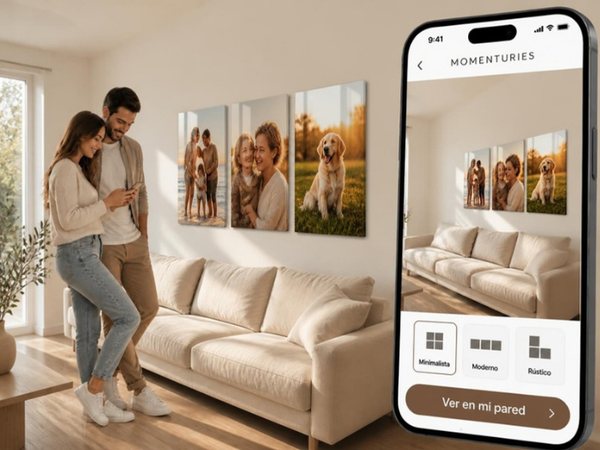 9:41
MOMENTURIES
Minimalista
Moderno
Rústico
Ver en mi pared